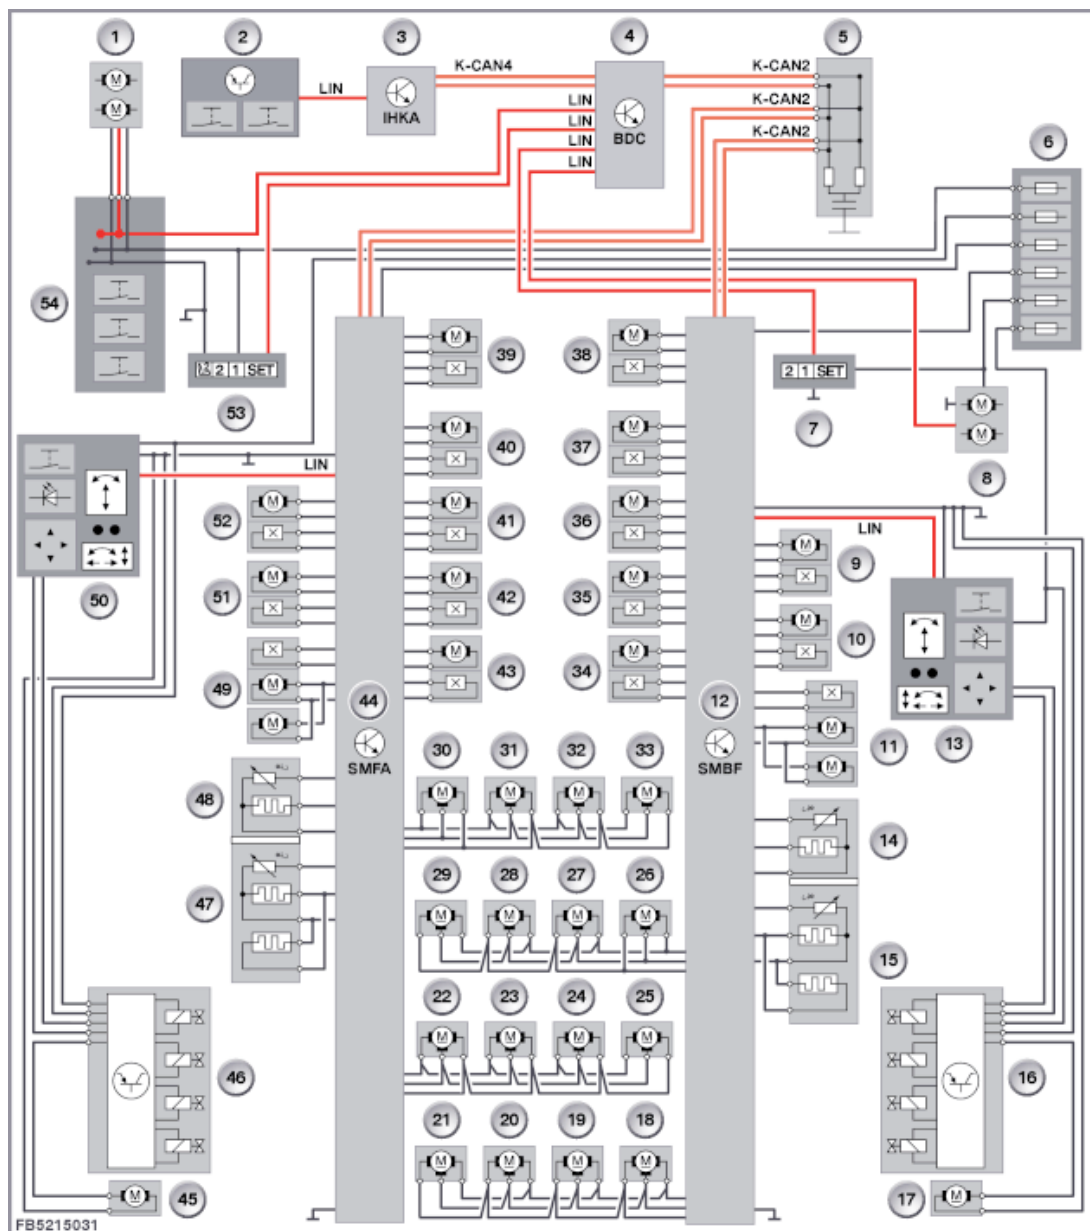 1
2
3
4
5
K-CAN4
K-CAN2
LIN
IHKA
LIN
LIN
LIN
LIN
BDC
K-CAN2
K-CAN2
6
M
M
54
2 1 SET
53
39
38
2 1 SET
7
M
M
8
M
M
40
37
M
M
LIN
50
52
M
41
M
36
M
LIN
M
9
51
M
42
M
35
M
M
10
49
M
M
43
M
34
M
44
SMFA
12
SMBF
M
M
11
13
30
31
32
33
M
M
M
M
48
14
29
28
27
26
M
M
M
M
47
15
22
23
24
25
M
M
M
M
46
16
21
20
19
18
M
M
M
M
M
45
17
M
FB5215031